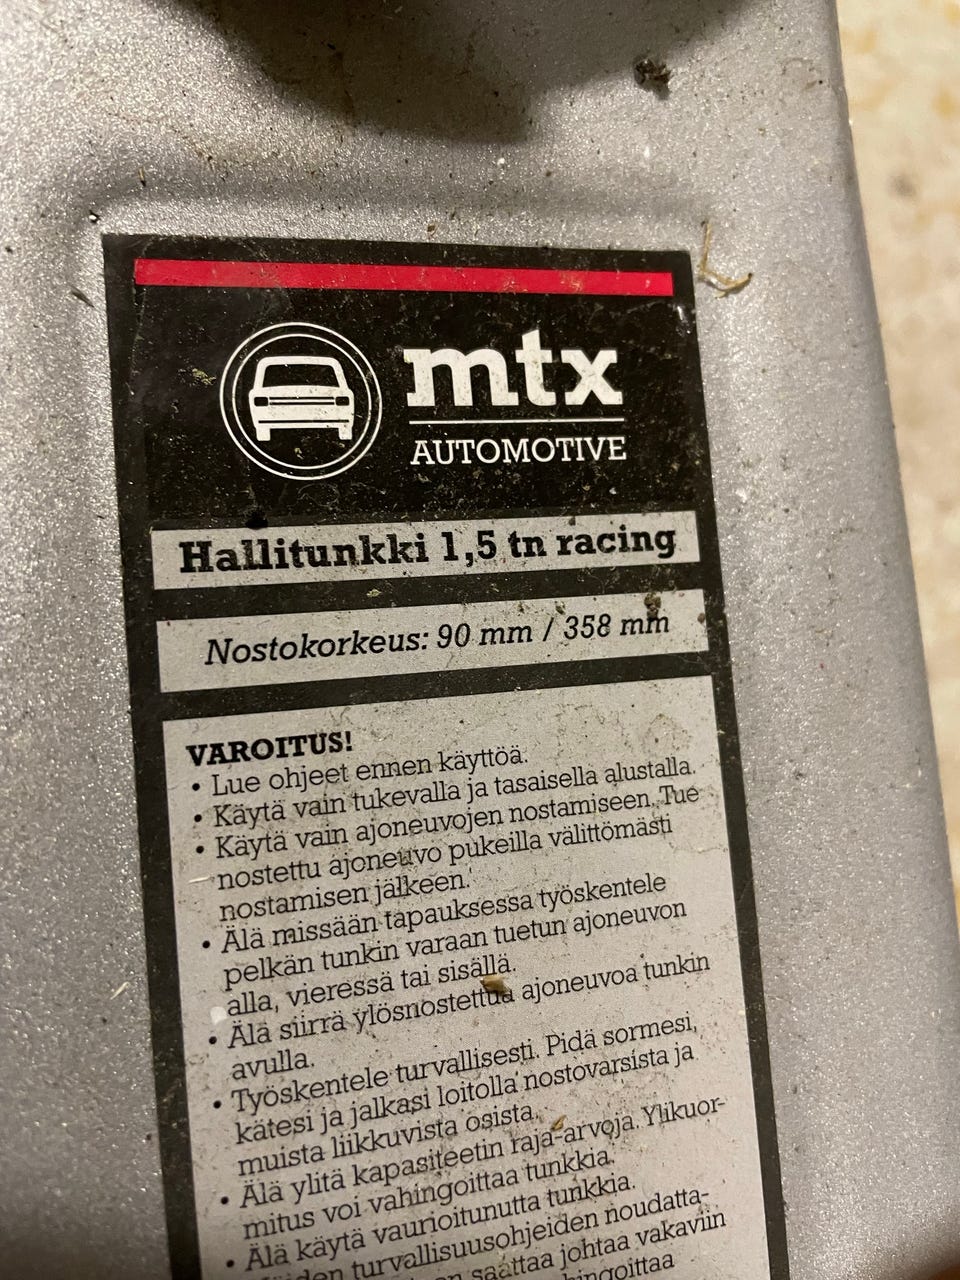 mtx
AUTOMOTIVE
Hallitunkki 1,5 tn racing
Nostokorkeus: 90 mm / 358 mm
VAROITUS!
• Lue ohjeet ennen käyttöä.
• Käytä vain tukevalla ja tasaisella alustalla.
• Käytä vain ajoneuvojen nostamiseen. Tue
nostettu ajoneuvo pukeilla välittömästi
nostamisen jälkeen.
• Älä missään tapauksessa työskentele
pelkän tunkin varaan tuetun ajoneuvon
alla, vieressä tai sisällä.
• Älä siirrä ylösnostettua ajoneuvoa tunkin
avulla.
• Työskentele turvallisesti. Pidä sormesi,
kätesi ja jalkasi loitolla nostovarsista ja
muista liikkuvista osista.
• Älä ylitä kapasiteetin raja-arvoja. Ylikuor-
mitus voi vahingoittaa tunkkia.
• Älä käytä vaurioitunutta tunkkia.
turvallisuusohjeiden noudatta-
saattaa johtaa vakaviin